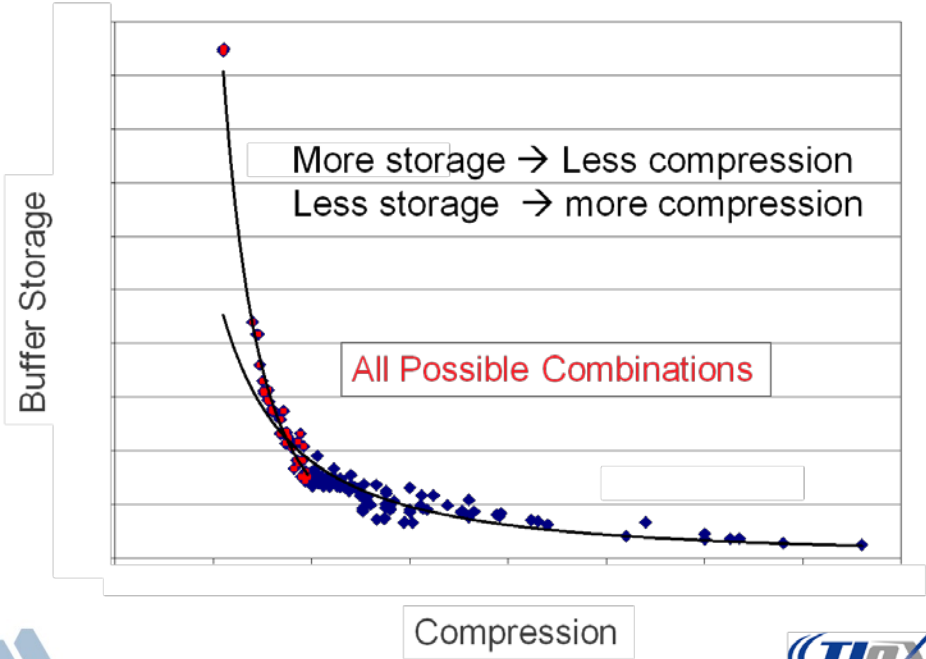 More storage → Less compression
Less storage → more compression
Buffer Storage
All Possible Combinations
Compression